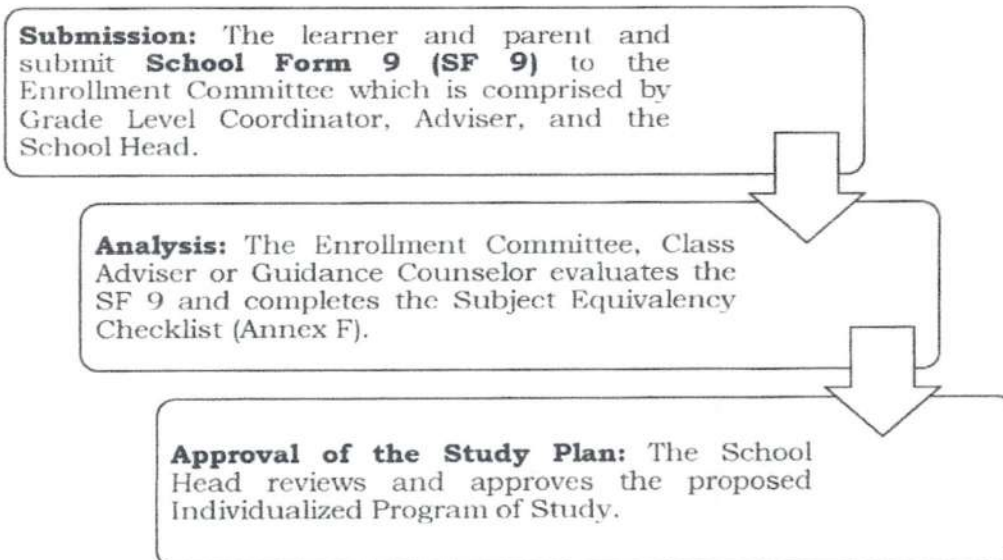 Submission: The learner and parent and
submit School Form 9 (SF 9) to the
Enrollment Committee which is comprised by
Grade Level Coordinator, Adviser, and the
School Head.
Analysis: The Enrollment Committee, Class
Adviser or Guidance Counselor evaluates the
SF 9 and completes the Subject Equivalency
Checklist (Annex F).
Approval of the Study Plan: The School
Head reviews and approves the proposed
Individualized Program of Study.